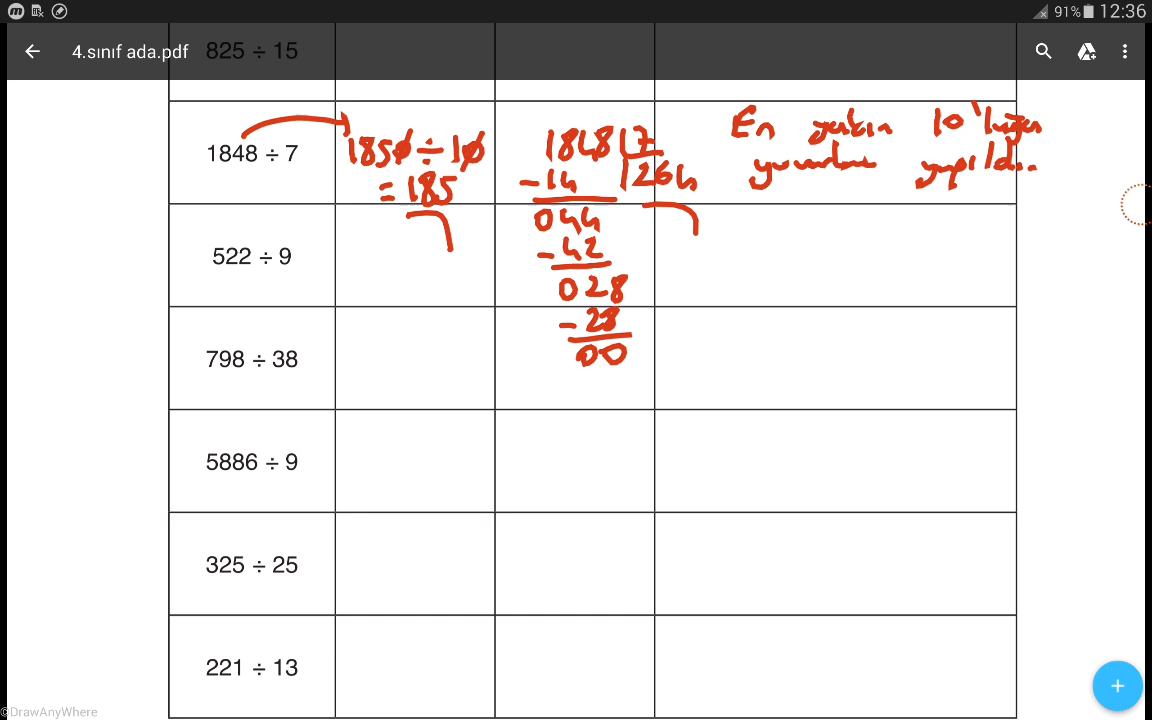 91% 12:36
4.sınıf ada.pdf
825 ÷ 15
1848 ÷ 7
1850 ÷ 10
= 185
1848 7
1264
- 14
044
- 42
028
- 28
00
En yakın 10'luğa
yuvarlama yapıldı.
522 ÷ 9
798 ÷ 38
5886 ÷ 9
325 ÷ 25
221 ÷ 13
©DrawAnyWhere